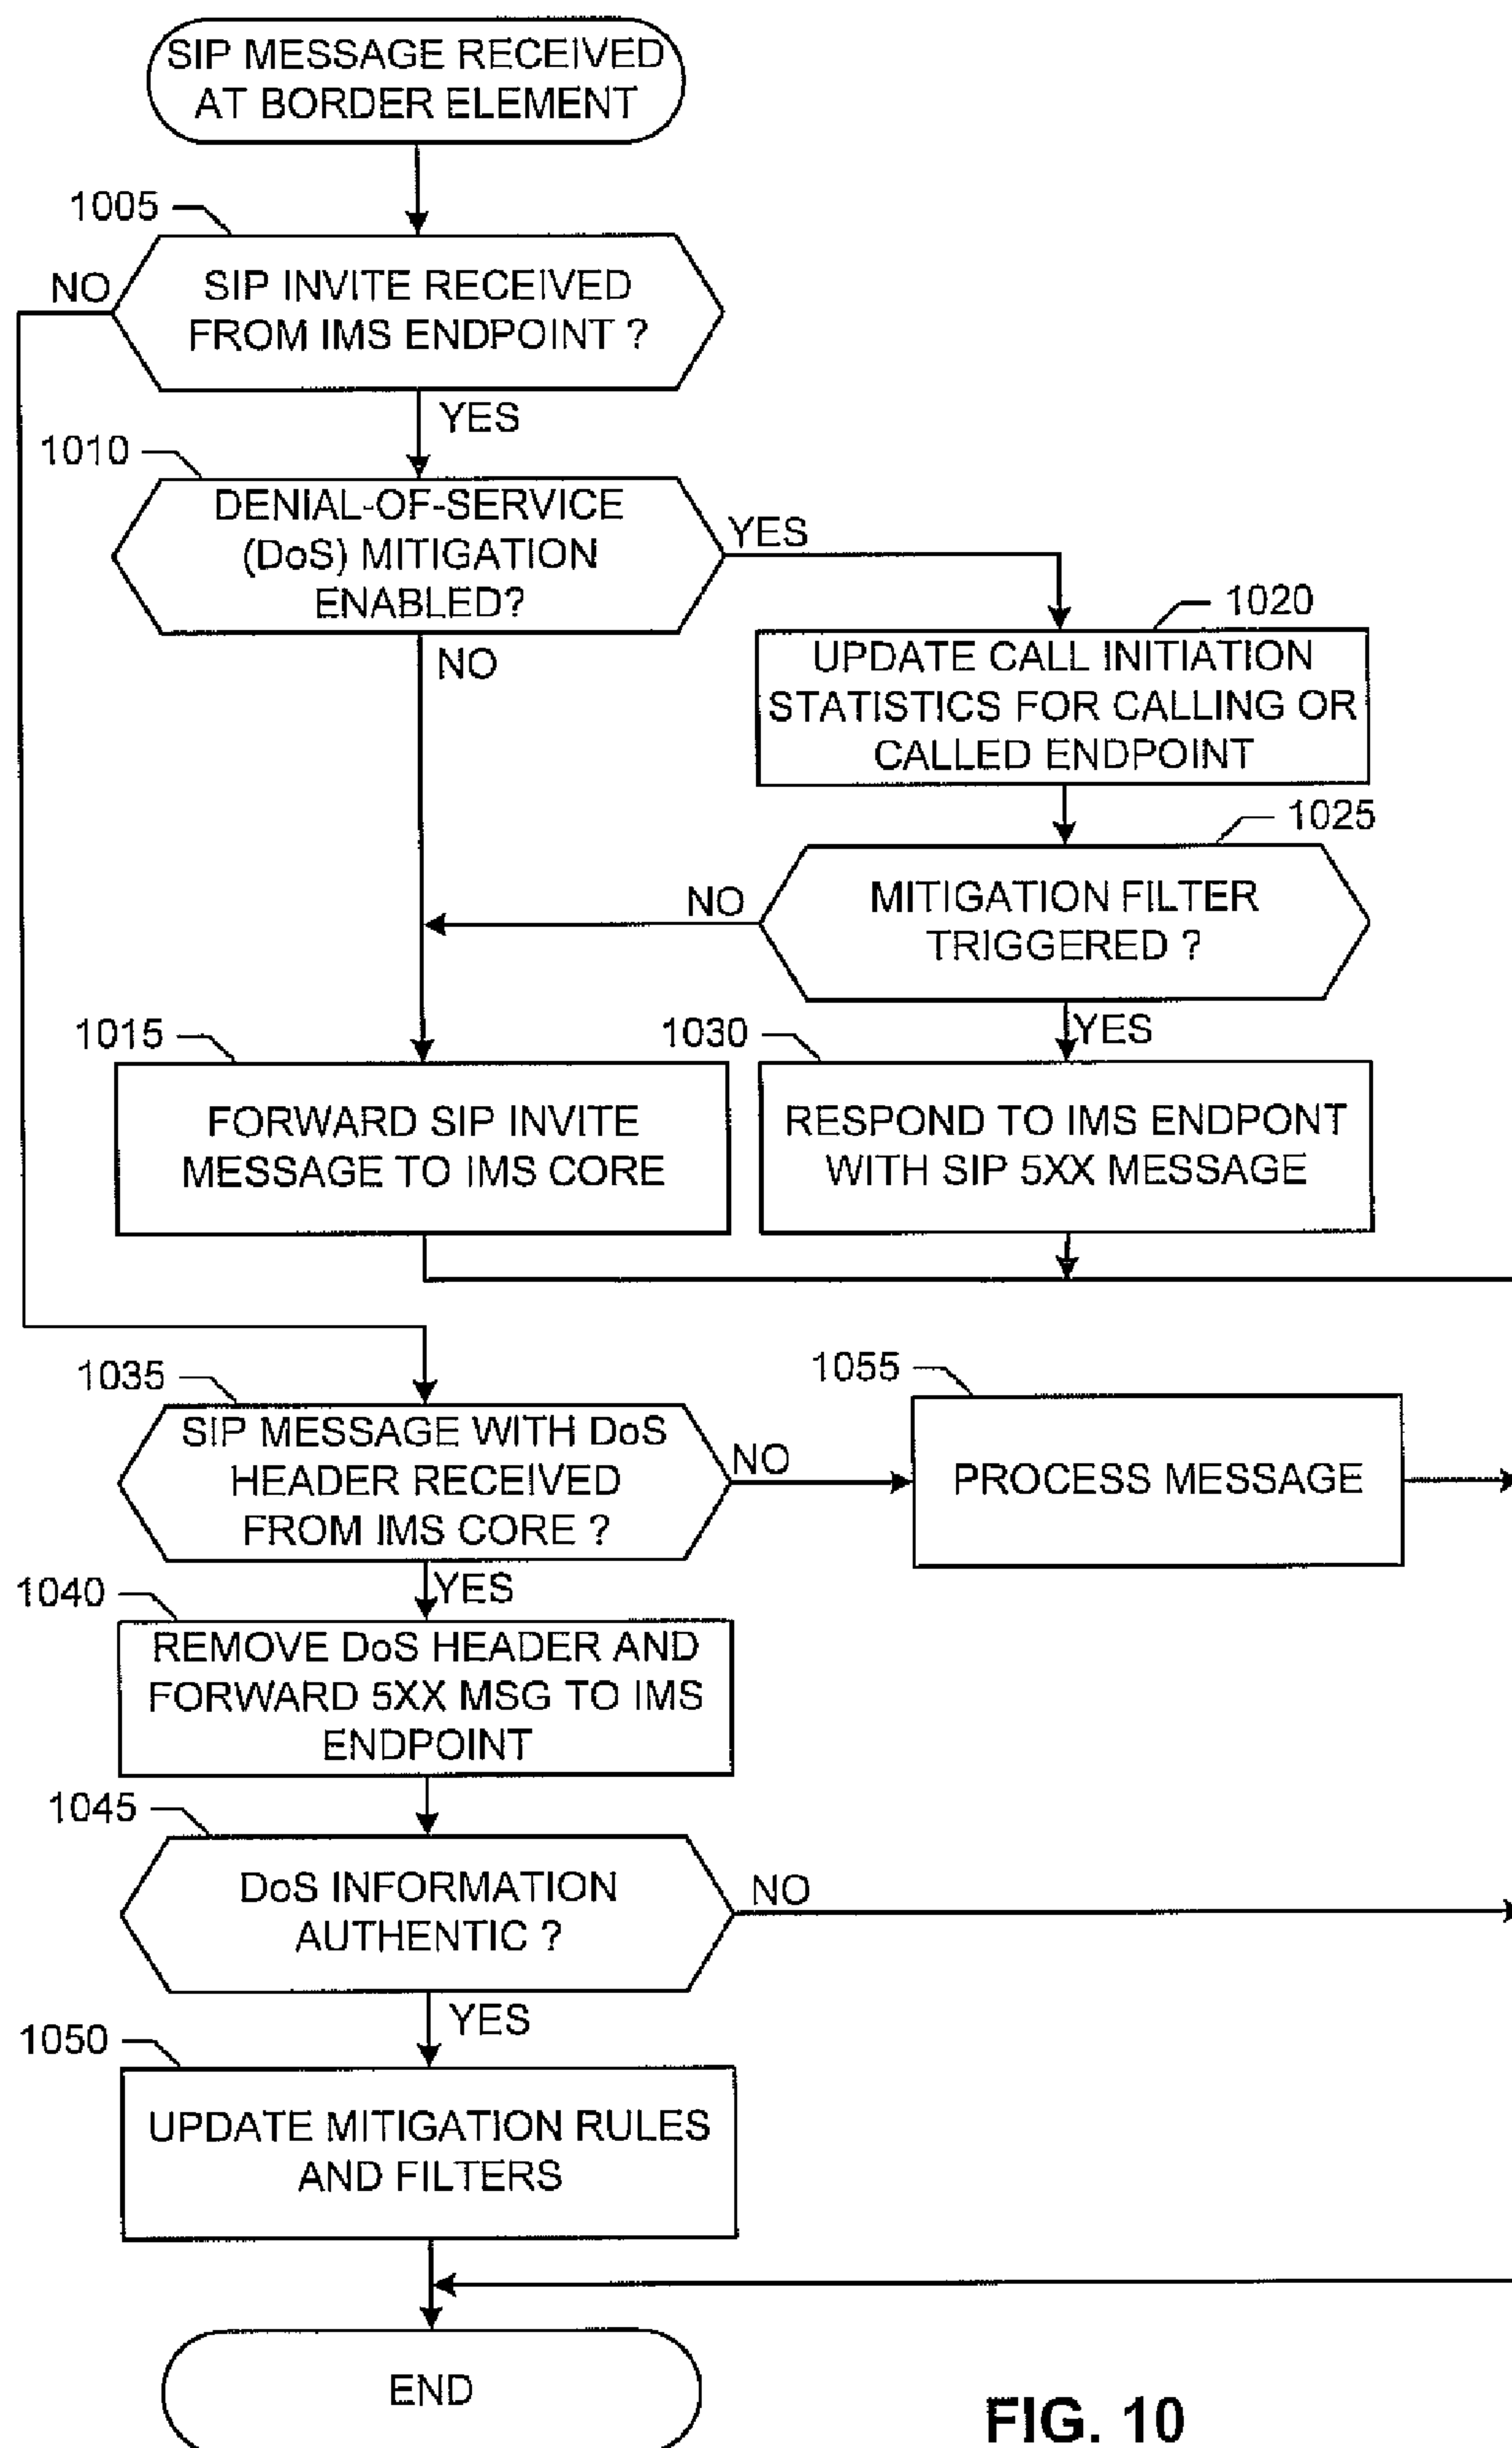 SIP MESSAGE RECEIVED
AT BORDER ELEMENT
1005
NO
SIP INVITE RECEIVED
FROM IMS ENDPOINT ?
YES
1010
DENIAL-OF-SERVICE
(DoS) MITIGATION
ENABLED?
YES
NO
1020
UPDATE CALL INITIATION
STATISTICS FOR CALLING OR
CALLED ENDPOINT
1025
NO
MITIGATION FILTER
TRIGGERED ?
YES
1015
FORWARD SIP INVITE
MESSAGE TO IMS CORE
1030
RESPOND TO IMS ENDPONT
WITH SIP 5XX MESSAGE
1035
SIP MESSAGE WITH DoS
HEADER RECEIVED
FROM IMS CORE ?
NO
1055
PROCESS MESSAGE
YES
1040
REMOVE DoS HEADER AND
FORWARD 5XX MSG TO IMS
ENDPOINT
1045
DoS INFORMATION
AUTHENTIC ?
NO
YES
1050
UPDATE MITIGATION RULES
AND FILTERS
END
FIG. 10